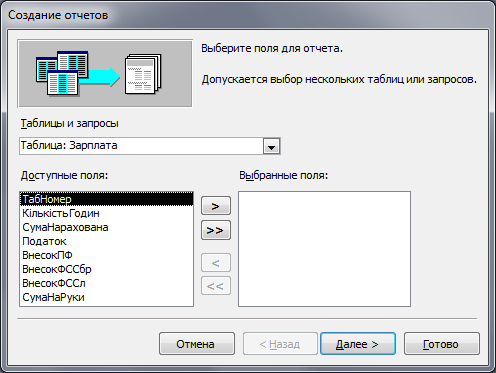 Создание отчетов
Выберите поля для отчета.
Допускается выбор нескольких таблиц или запросов.
Таблицы и запросы
Таблица: Зарплата
Доступные поля:
Выбранные поля:
ТабНомер
КількістьГодин
СумаНарахована
Податок
ВнесокПФ
ВнесокФССбр
ВнесокФССл
СумаНаРуки
>
>>
<
<<
Отмена
< Назад
Далее >
Готово